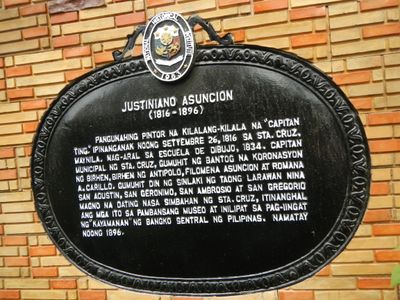 1983
JUSTINIANO ASUNCION
(1816-1896)
PANGUNAHING PINTOR NA KILALANG-KILALA NA "CAPITAN
TING." IPINANGANAK NOONG SETYEMBRE 26, 1816 SA STA. CRUZ,
MAYNILA. NAG-ARAL SA ESCUELA DE DIBUJO, 1834. CAPITAN
MUNICIPAL NG STA. CRUZ, GUMUHIT NG BANTOG NA KORONASYON
NG BIRHEN, BIRHEN NG ANTIPOLO, FILOMENA ASUNCION AT ROMANA
A. CARILLO. GUMUHIT DIN NG SINLAKI NG TAONG LARAWAN NINA
SAN AGUSTIN, SAN GERONIMO, SAN AMBROSIO AT SAN GREGORIO
MAGNO NA DATING NASA SIMBAHAN NG STA. CRUZ, ITINANGHAL
ANG MGA ITO SA PAMBANSANG MUSEO AT INILIPAT SA PAG-IINGAT
NG "KAYAMANAN" NG BANGKO SENTRAL NG PILIPINAS. NAMATAY
NOONG 1896.